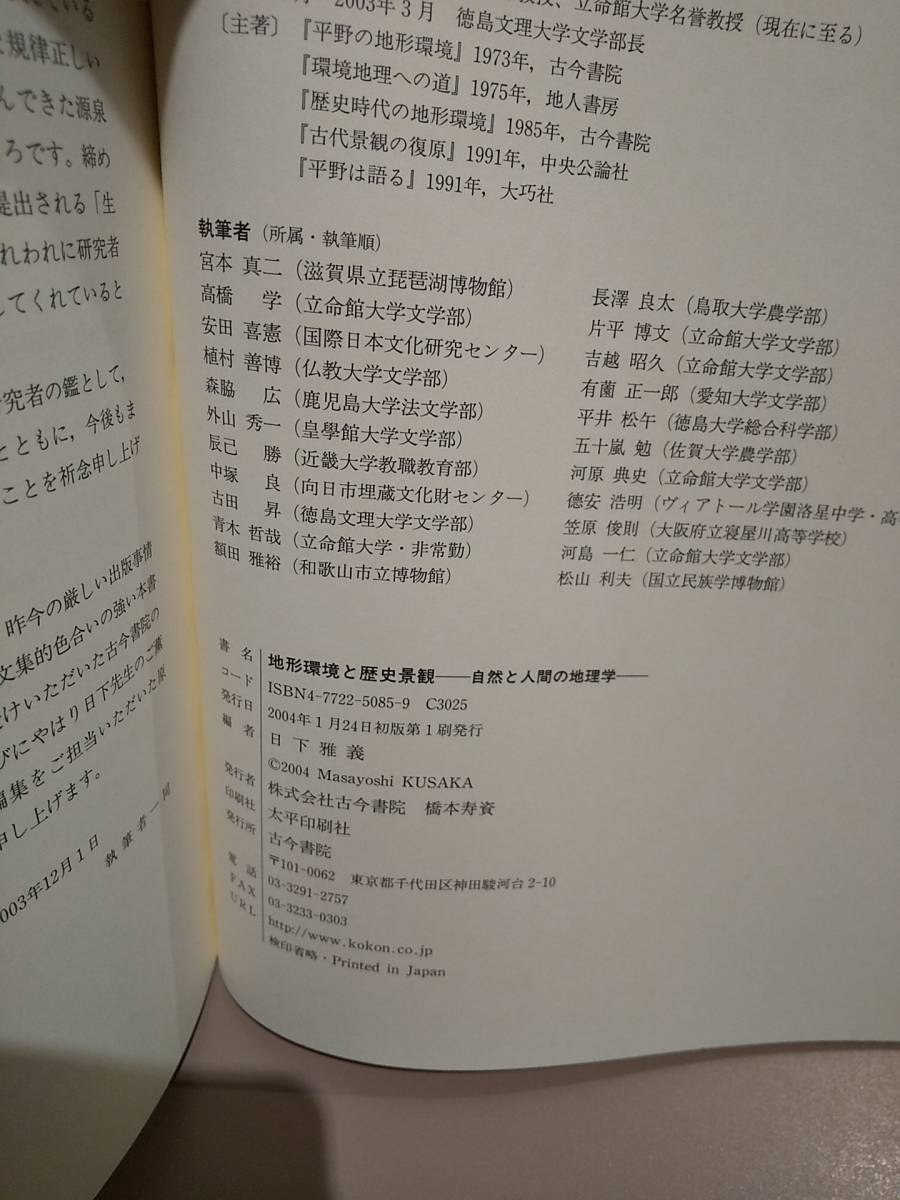 にている
規律正しい
んできた源泉
ろです。締め
提出される「生
れわれに研究者
してくれていると
究者の鑑として,
とともに, 今後もま
ことを祈念申し上げ
昨今の厳しい出版事情
文集的色合いの強い本書
けいただいた古今書院の
びにやはり日下先生のご薫
編集をご担当いただいた原
申し上げます。
003年12月1日
執筆者一同
立命館大学名誉教授（現在に至る）
2003年3月 徳島文理大学文学部長
〔主著〕『平野の地形環境』1973年, 古今書院
『環境地理への道』1975年, 地人書房
『歴史時代の地形環境』1985年, 古今書院
『古代景観の復原』1991年, 中央公論社
『平野は語る』1991年, 大巧社
執筆者（所属・執筆順）
宮本 真二（滋賀県立琵琶湖博物館）
高橋 学（立命館大学文学部）
安田 喜憲（国際日本文化研究センター）
植村 善博（仏教大学文学部）
森脇 広（鹿児島大学法文学部）
外山 秀一（皇學館大学文学部）
辰己 勝（近畿大学教職教育部）
中塚 良（向日市埋蔵文化財センター）
古田 昇（徳島文理大学文学部）
青木 哲哉（立命館大学・非常勤）
額田 雅裕（和歌山市立博物館）
長澤 良太（鳥取大学農学部）
片平 博文（立命館大学文学部）
吉越 昭久（立命館大学文学部）
有薗 正一郎（愛知大学文学部）
平井 松午（徳島大学総合科学部）
五十嵐 勉（佐賀大学農学部）
河原 典史（立命館大学文学部）
德安 浩明（ヴィアトール学園洛星中学・高
笠原 俊則（大阪府立寝屋川高等学校）
河島 一仁（立命館大学文学部）
松山 利夫（国立民族学博物館）
書名 地形環境と歴史景観――自然と人間の地理学――
コード ISBN4-7722-5085-9 C3025
発行日 2004年1月24日初版第1刷発行
編者 日下雅義
©2004 Masayoshi KUSAKA
発行者 株式会社古今書院 橋本寿資
印刷社 太平印刷社
発行所 古今書院
〒101-0062 東京都千代田区神田駿河台2-10
電話 03-3291-2757
FAX 03-3233-0303
URL http://www.kokon.co.jp
検印省略・Printed in Japan